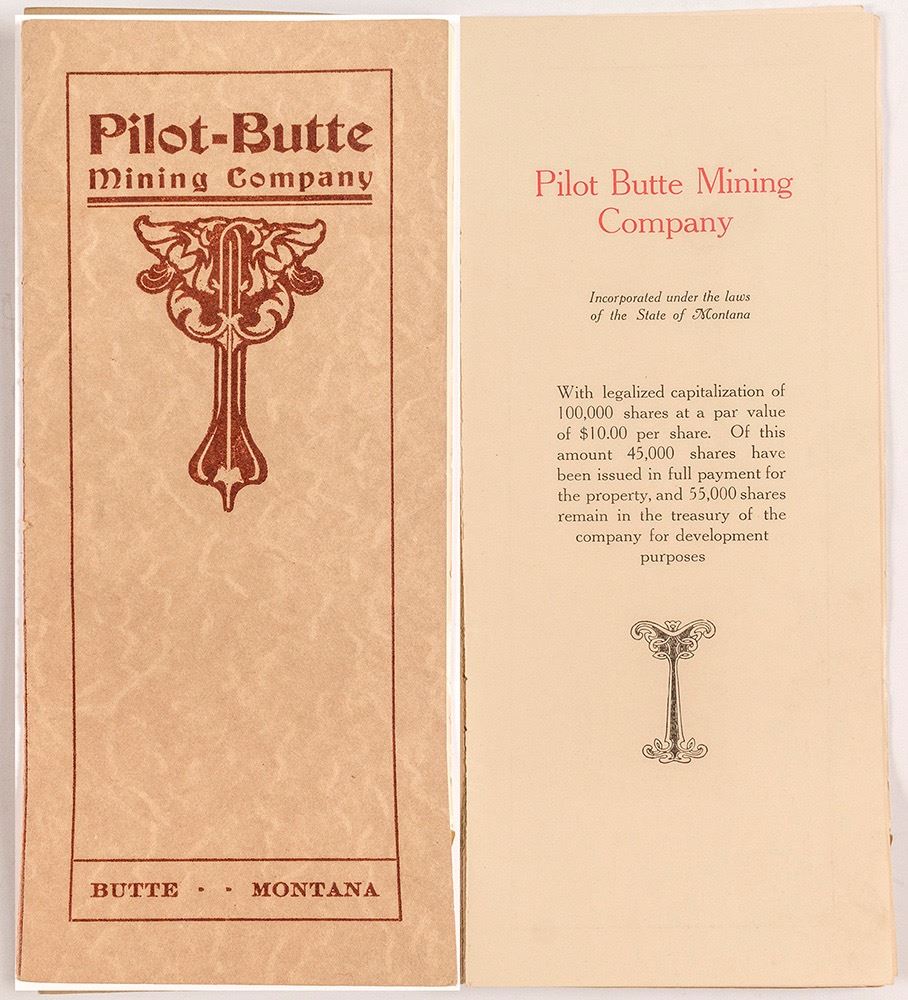 Pilot-Butte
Mining Company
BUTTE - - MONTANA
Pilot Butte Mining
Company
Incorporated under the laws
of the State of Montana
With legalized capitalization of
100,000 shares at a par value
of $10.00 per share. Of this
amount 45,000 shares have
been issued in full payment for
the property, and 55,000 shares
remain in the treasury of the
company for development
purposes